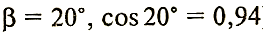 β = 20°, cos 20° = 0,94